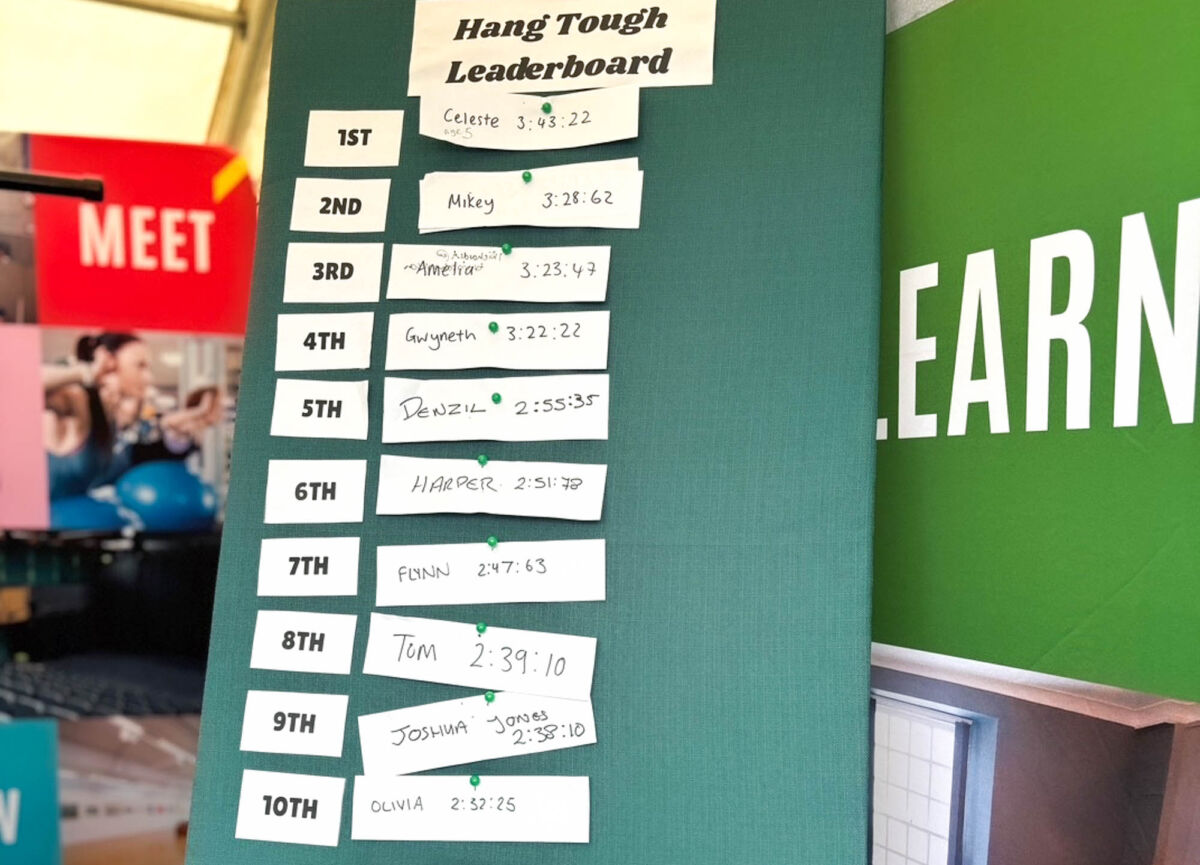 Hang Tough
Leaderboard
1ST Celeste 3:43:22
age 5
2ND Mikey 3:28:62
3RD Amelia 3:23:47
4TH Gwyneth 3:22:22
5TH DENZIL 2:55:35
6TH HARPER 2:51:78
7TH FLYNN 2:47:63
8TH Tom 2:39:10
9TH JOSHUA JONES
2:38:10
10TH OLIVIA 2:32:25
MEET
LEARN
W